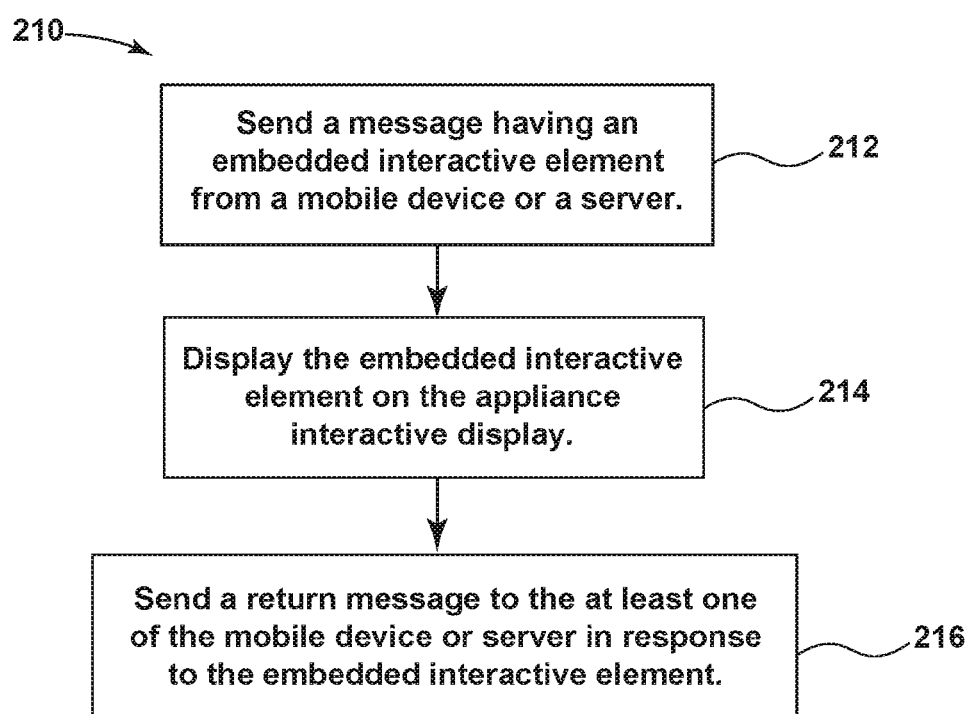 210
Send a message having an
embedded interactive element
from a mobile device or a server.
212
Display the embedded interactive
element on the appliance
interactive display.
214
Send a return message to the at least one
of the mobile device or server in response
to the embedded interactive element.
216